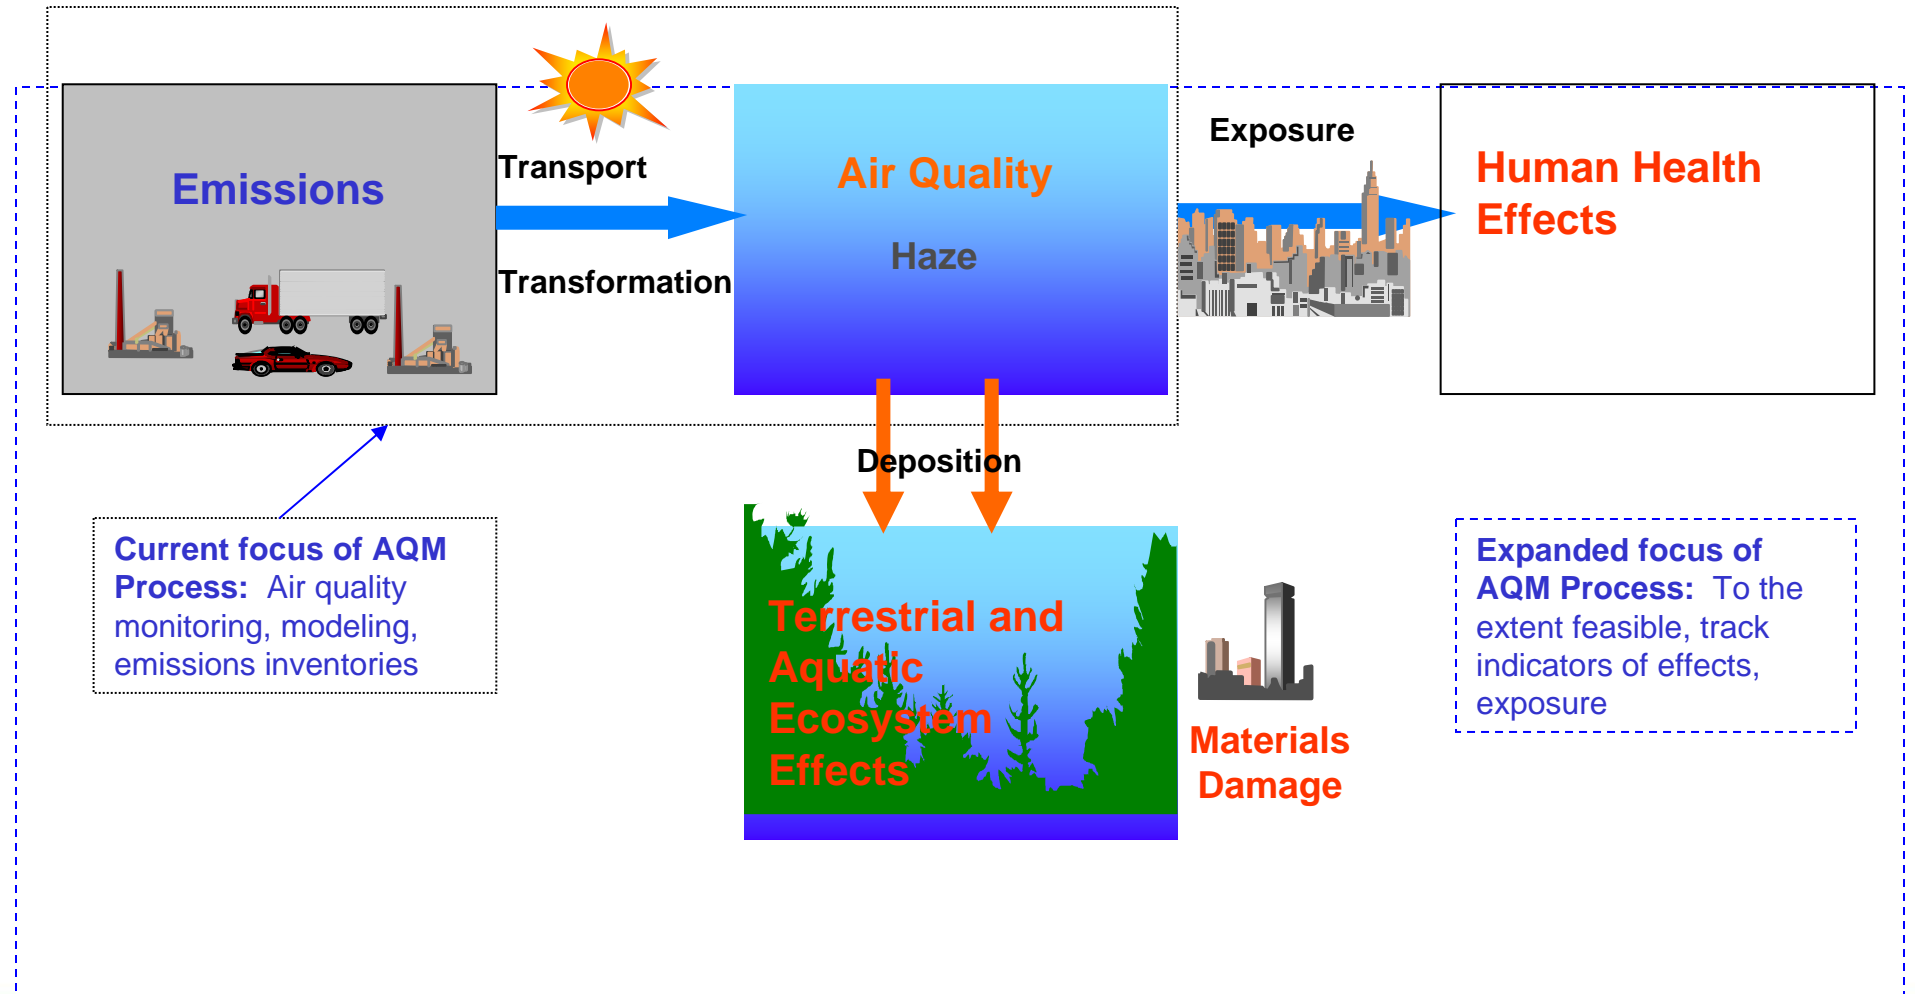 Emissions
Transport
Transformation
Air Quality
Haze
Exposure
Human Health
Effects
Deposition
Current focus of AQM
Process:  Air quality
monitoring, modeling,
emissions inventories
Terrestrial and
Aquatic
Ecosystem
Effects
Materials
Damage
Expanded focus of
AQM Process:  To the
extent feasible, track
indicators of effects,
exposure